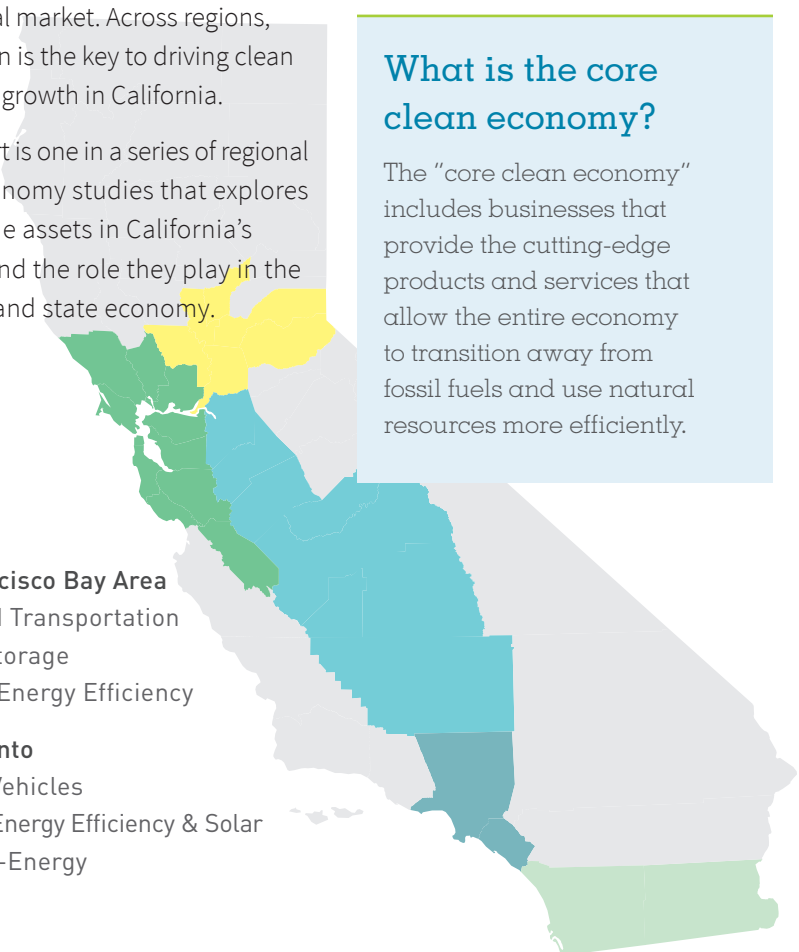 al market. Across regions,
n is the key to driving clean
growth in California.
rt is one in a series of regional
onomy studies that explores
e assets in California's
nd the role they play in the
and state economy.
What is the core
clean economy?
The “core clean economy”
includes businesses that
provide the cutting-edge
products and services that
allow the entire economy
to transition away from
fossil fuels and use natural
resources more efficiently.
cisco Bay Area
l Transportation
torage
Energy Efficiency
nto
Vehicles
Energy Efficiency & Solar
-Energy